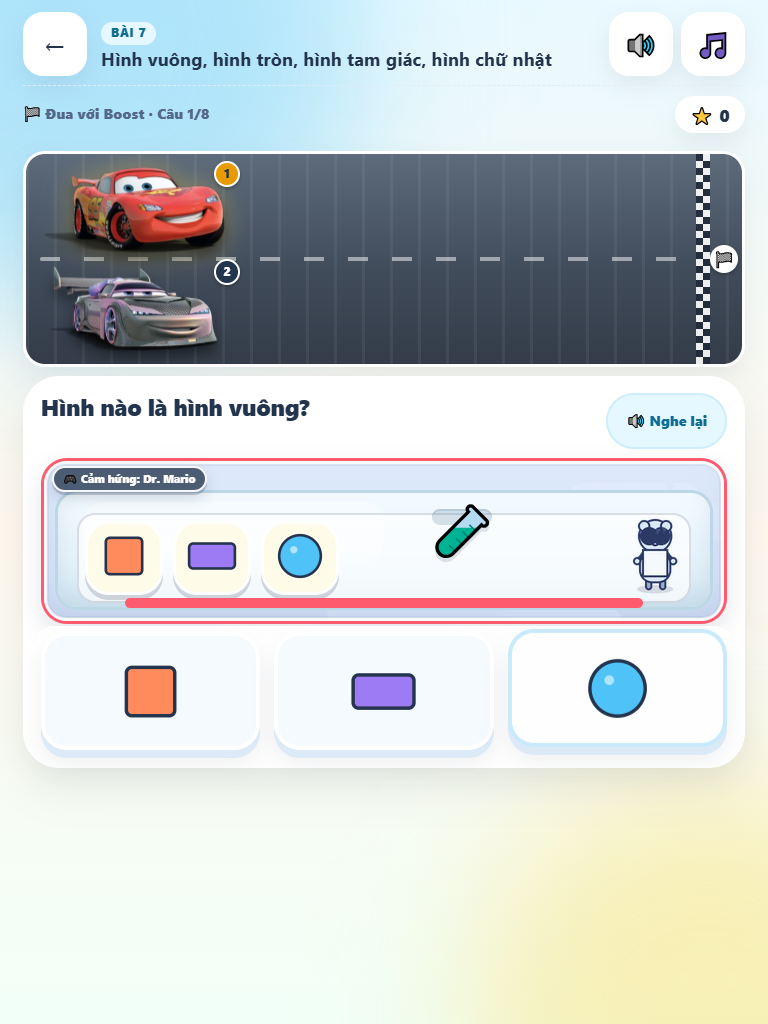 BÀI 7
Hình vuông, hình tròn, hình tam giác, hình chữ nhật
Đua với Boost · Câu 1/8
0
1
2
Hình nào là hình vuông?
Nghe lại
Cảm hứng: Dr. Mario